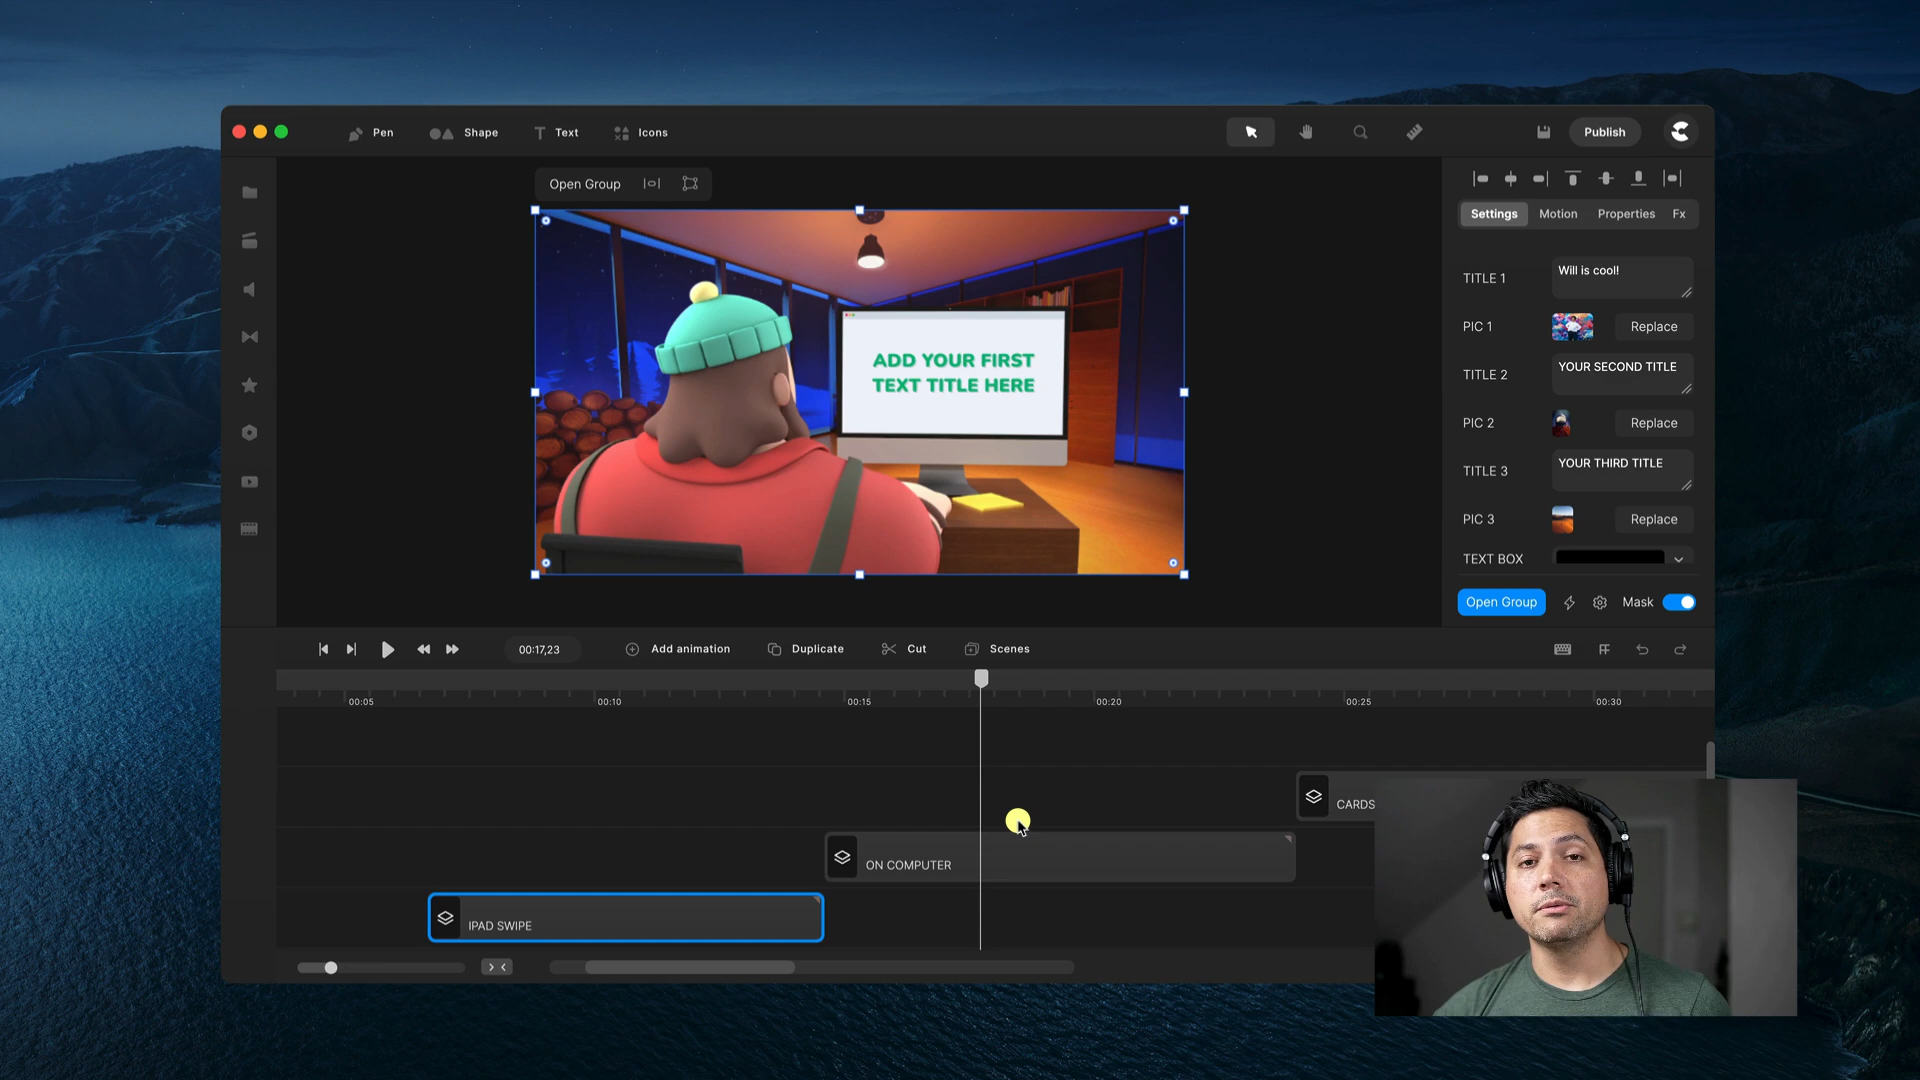 Pen
Shape
Text
Icons
Publish
Open Group
Settings
Motion
Properties
Fx
TITLE 1
Will is cool!
PIC 1
Replace
TITLE 2
YOUR SECOND TITLE
PIC 2
Replace
TITLE 3
YOUR THIRD TITLE
PIC 3
Replace
TEXT BOX
Open Group
Mask
ADD YOUR FIRST
TEXT TITLE HERE
00:17,23
Add animation
Duplicate
Cut
Scenes
00:05
00:10
00:15
00:20
00:25
00:30
CARDS
ON COMPUTER
IPAD SWIPE